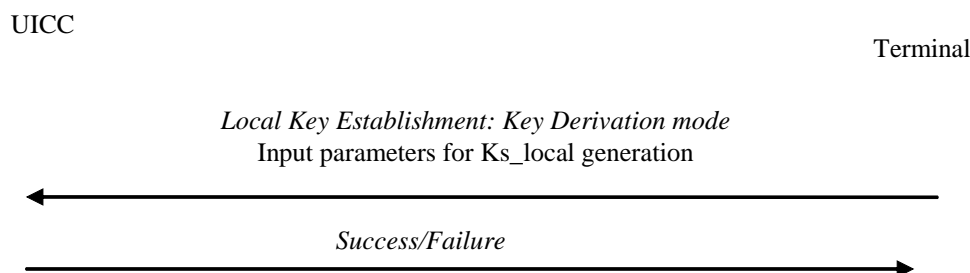 UICC
Terminal
Local Key Establishment: Key Derivation mode
Input parameters for Ks_local generation
Success/Failure